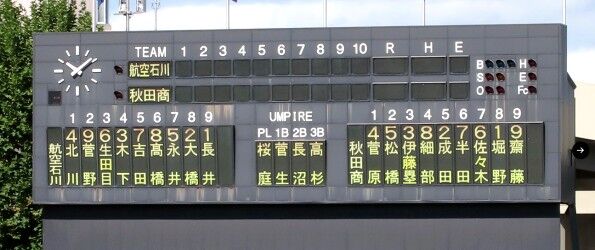 TEAM 1 2 3 4 5 6 7 8 9 10 R H E
航空石川
秋田商
B H
S E
O Fc
1 2 3 4 5 6 7 8 9
UMPIRE
PL 1B 2B 3B
1 2 3 4 5 6 7 8 9
航空石川
4 9 6 3 7 8 5 2 1
北川
菅野
生田目
木下
吉田
高橋
永井
大橋
長井
桜庭
菅生
長沼
高杉
秋田商
4 5 3 8 2 7 6 1 9
菅原
松橋
伊藤塁
細部
成田
半田
佐々木
堀野
齋藤